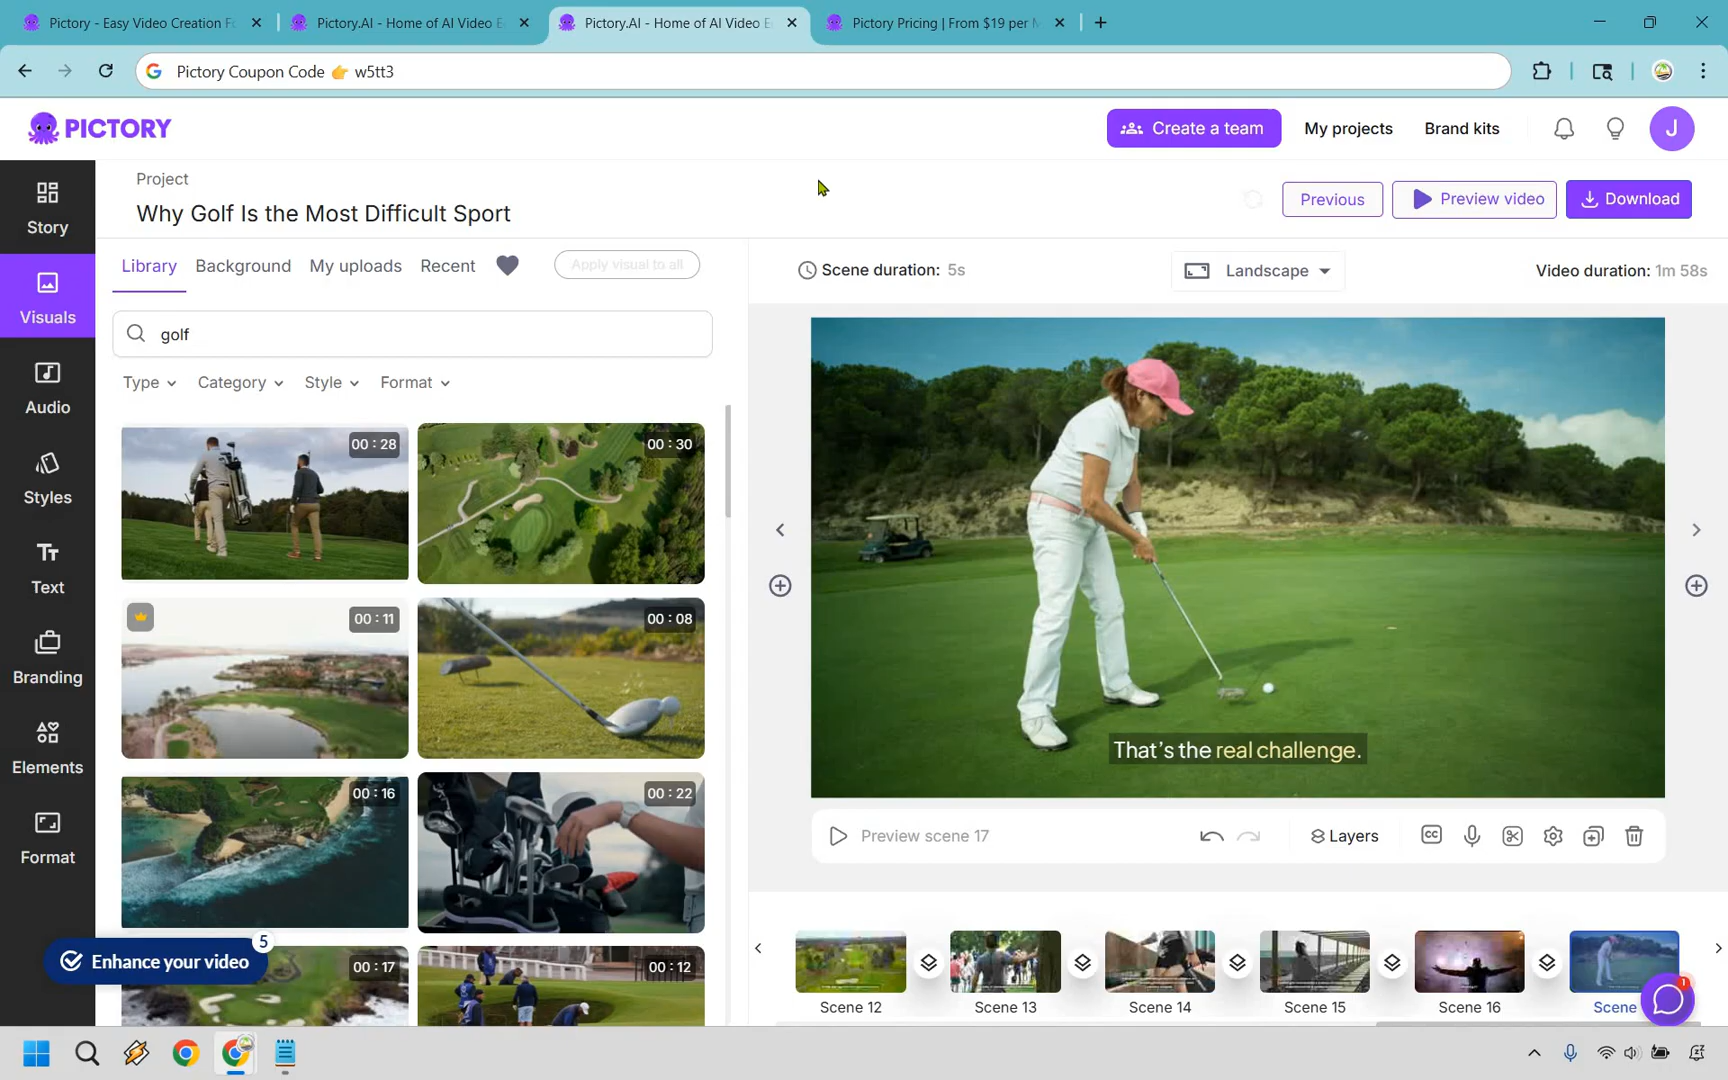 Pictory - Easy Video Creation F
Pictory.AI - Home of AI Video E
Pictory.AI - Home of AI Video E
Pictory Pricing | From $19 per M
Pictory Coupon Code 👉 w5tt3
PICTORY
Create a team
My projects
Brand kits
J
Story
Visuals
Audio
Styles
Text
Branding
Elements
Format
Project
Why Golf Is the Most Difficult Sport
Previous
Preview video
Download
Library
Background
My uploads
Recent
Apply visual to all
golf
Type
Category
Style
Format
00 : 28
00 : 30
00 : 11
00 : 08
00 : 16
00 : 22
00 : 17
00 : 12
Enhance your video
5
Scene duration: 5s
Landscape
Video duration: 1m 58s
That's the real challenge.
Preview scene 17
Layers
CC
Scene 12
Scene 13
Scene 14
Scene 15
Scene 16
Scene
1